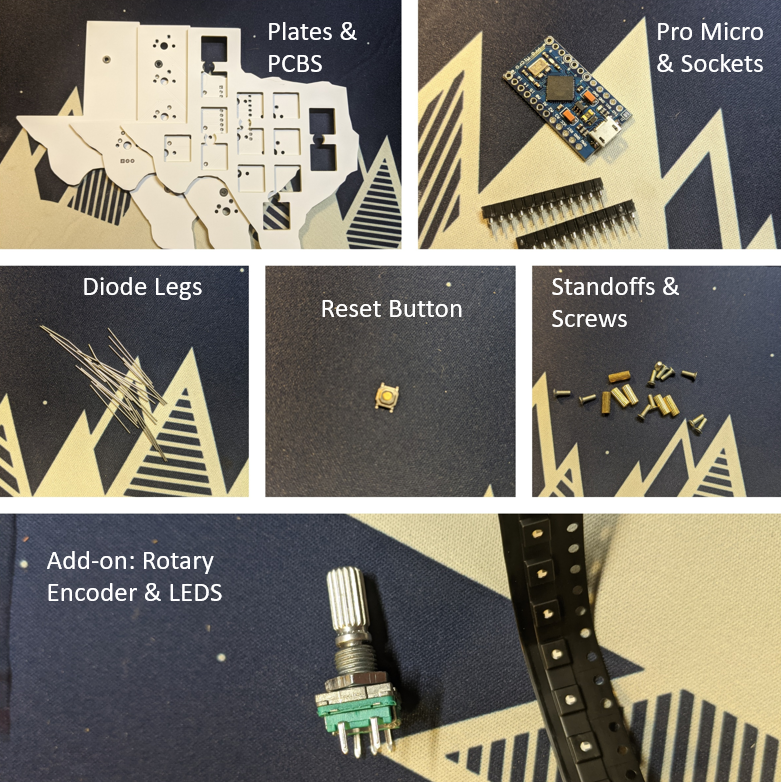 Plates &
PCBS
Pro Micro
& Sockets
Diode Legs
Reset Button
Standoffs &
Screws
Add-on: Rotary
Encoder & LEDS